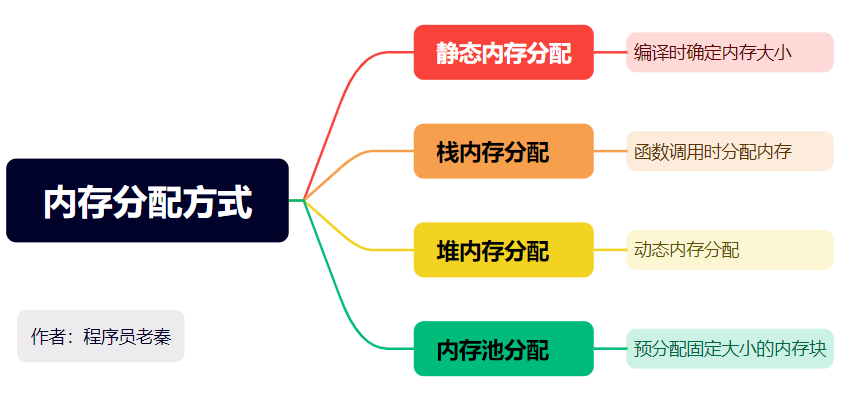 内存分配方式
静态内存分配
编译时确定内存大小
栈内存分配
函数调用时分配内存
堆内存分配
动态内存分配
内存池分配
预分配固定大小的内存块
作者：程序员老秦